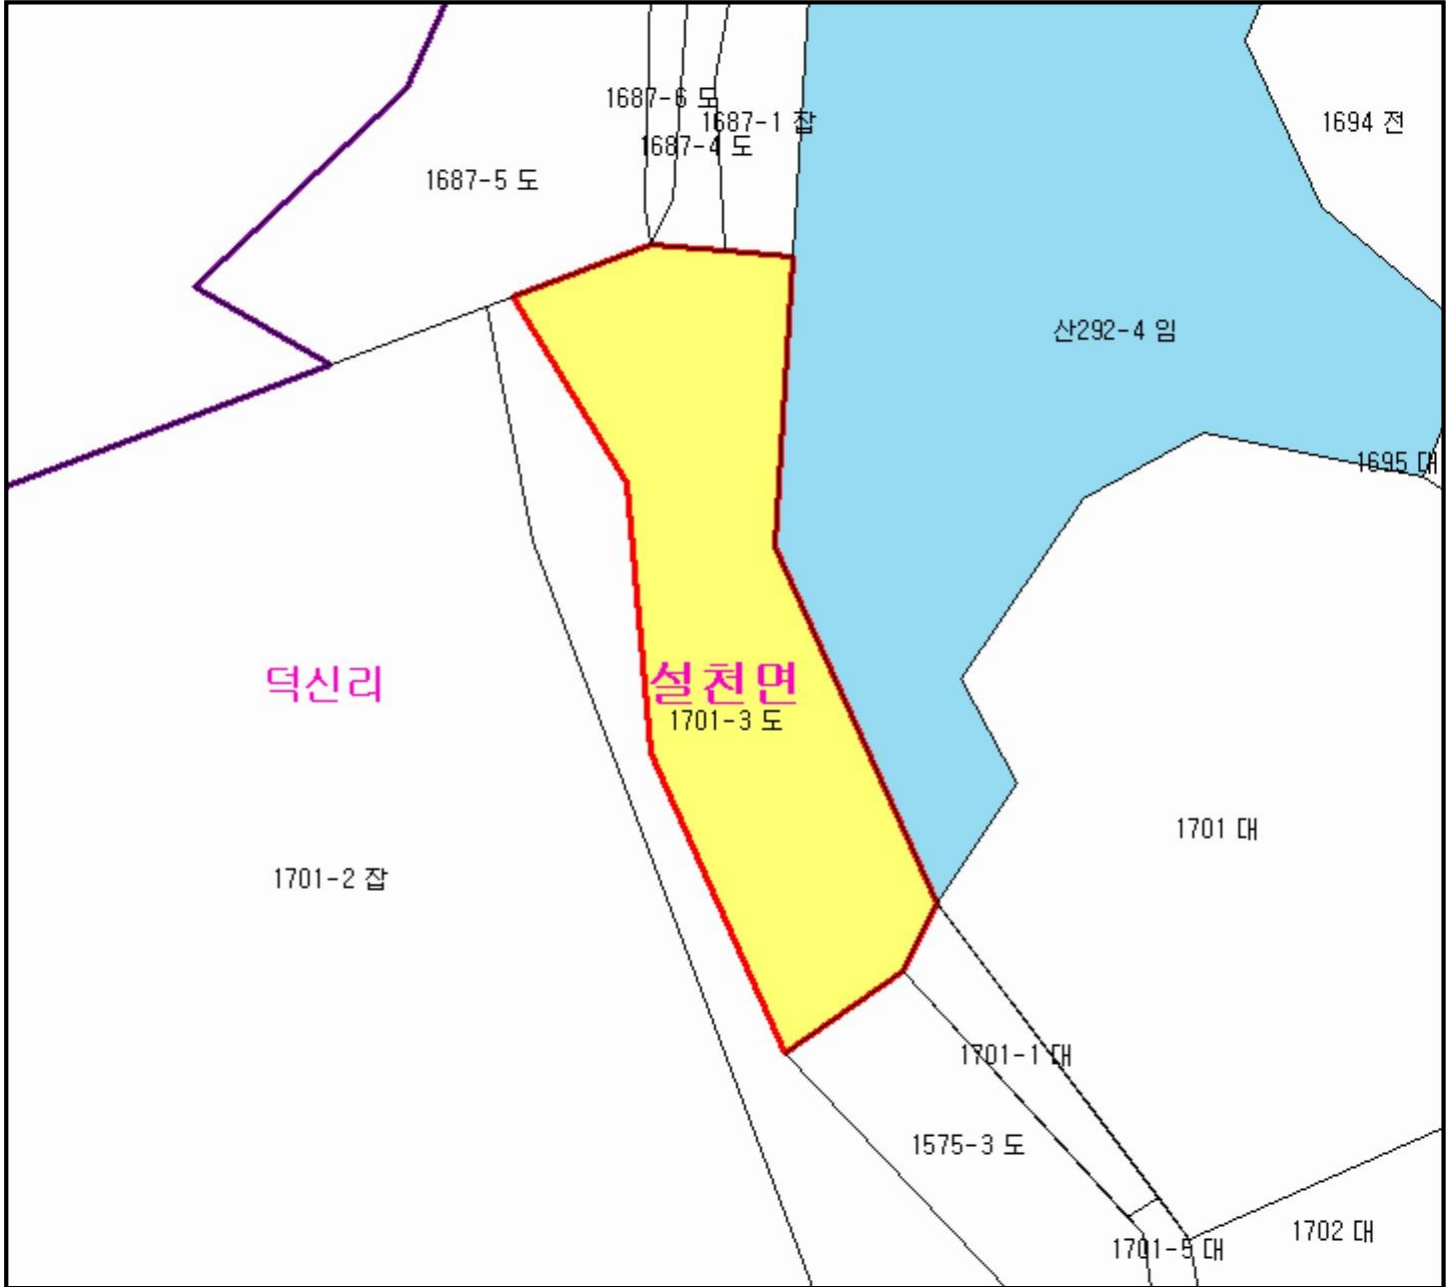 1687-6 도
1687-1 잡
1694 전
1687-4 도
1687-5 도
산292-4 임
1695 대
덕신리
설천면
1701-3 도
1701 대
1701-2 잡
1701-1 대
1575-3 도
1702 대
1701-5 대